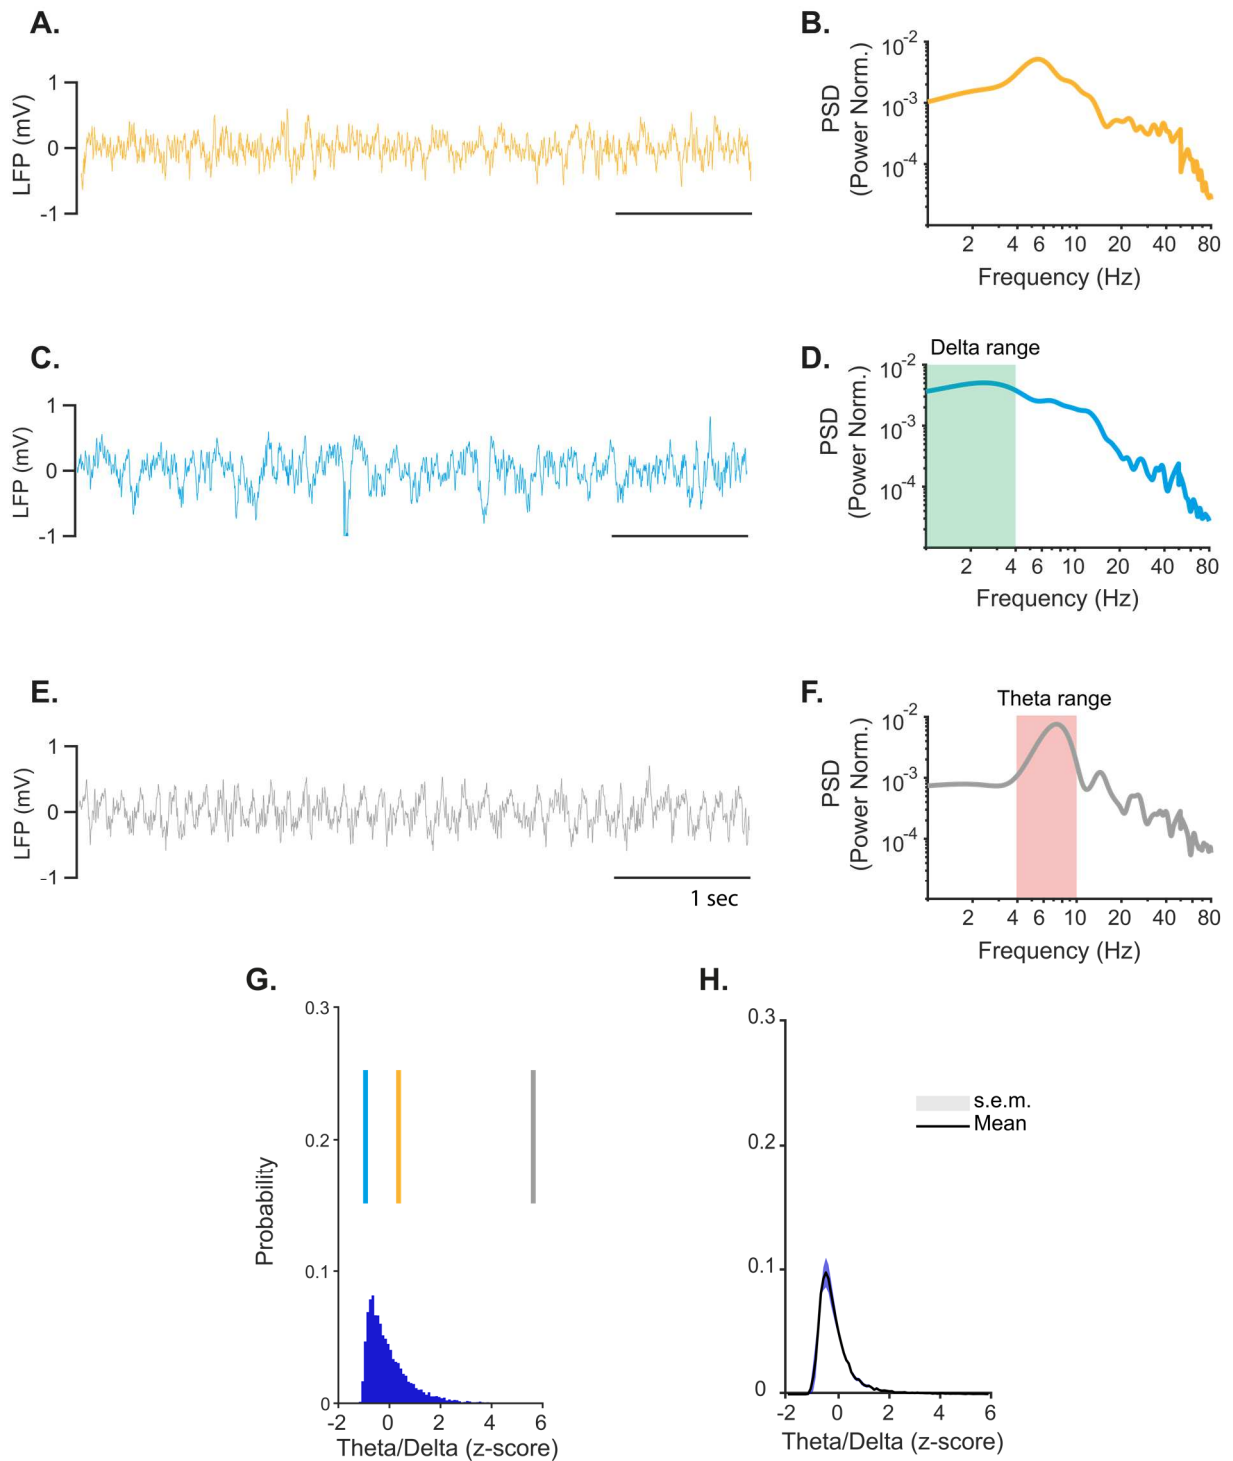 A.
B.
LFP (mV)
1
0
-1
PSD
(Power Norm.)
10-2
10-3
10-4
2 4 6 10 20 40 80
Frequency (Hz)
C.
D.
Delta range
LFP (mV)
1
0
-1
PSD
(Power Norm.)
10-2
10-3
10-4
2 4 6 10 20 40 80
Frequency (Hz)
E.
F.
Theta range
LFP (mV)
1
0
-1
1 sec
PSD
(Power Norm.)
10-2
10-3
10-4
2 4 6 10 20 40 80
Frequency (Hz)
G.
H.
Probability
0.3
0.2
0.1
0
-2 0 2 4 6
Theta/Delta (z-score)
0.3
0.2
0.1
0
s.e.m.
Mean
-2 0 2 4 6
Theta/Delta (z-score)